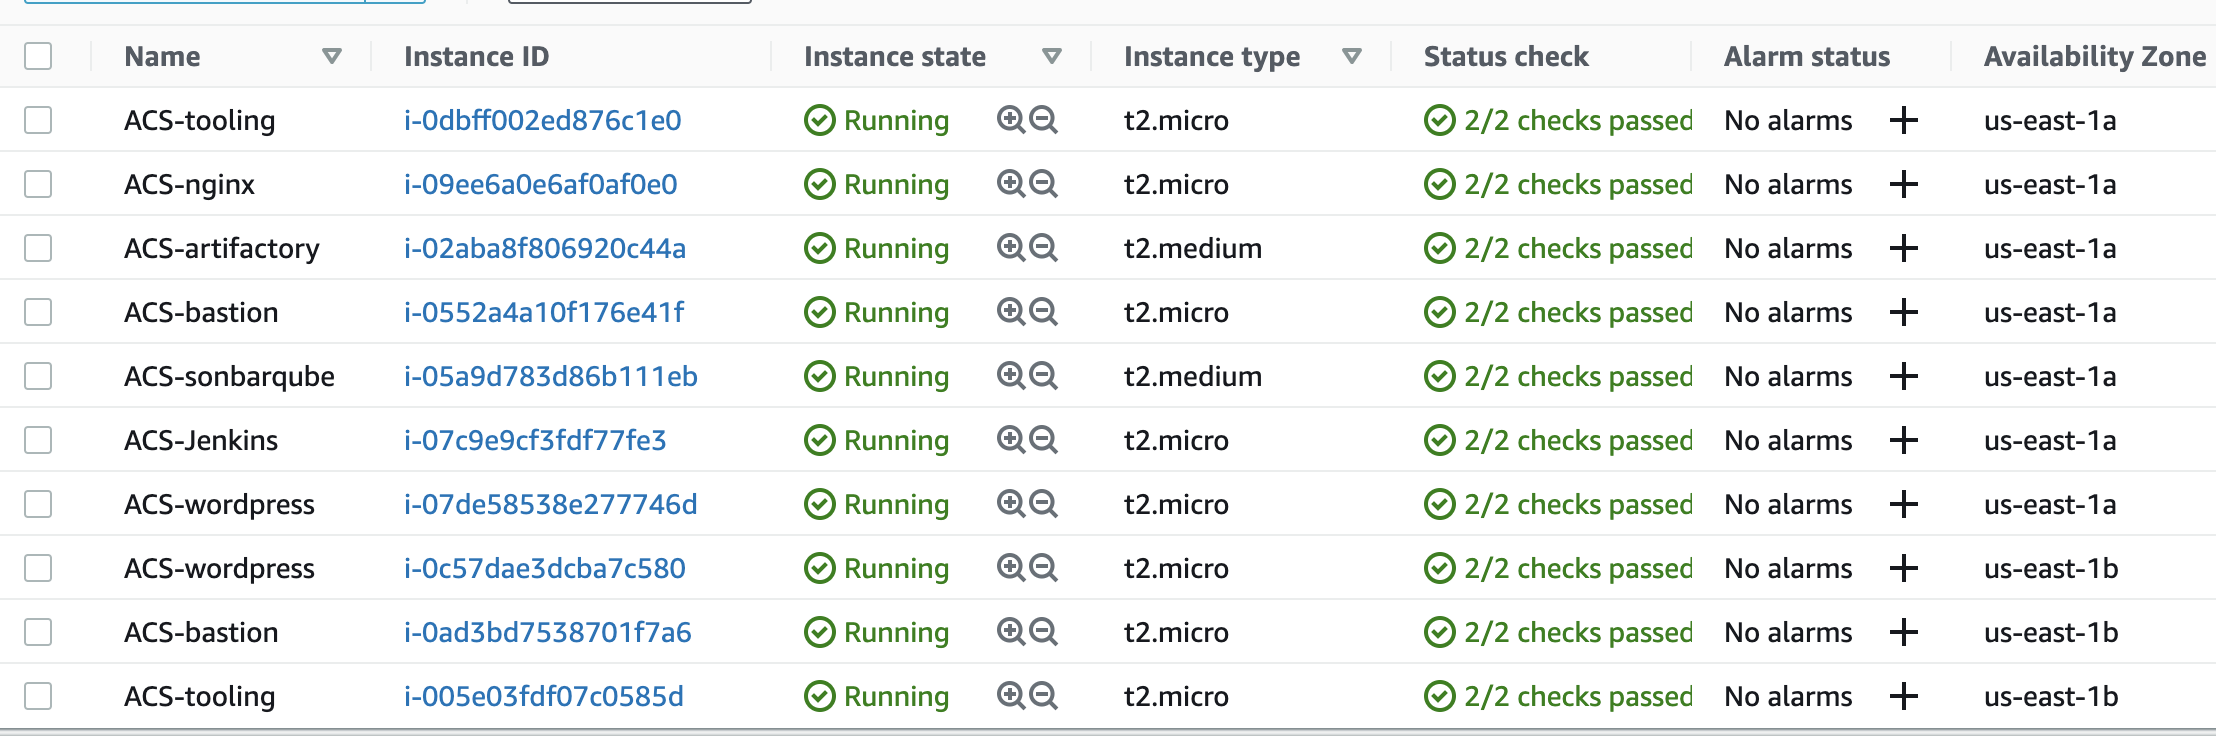 Name Instance ID Instance state Instance type Status check Alarm status Availability Zone
ACS-tooling i-0dbff002ed876c1e0 Running t2.micro 2/2 checks passed No alarms us-east-1a
ACS-nginx i-09ee6a0e6af0af0e0 Running t2.micro 2/2 checks passed No alarms us-east-1a
ACS-artifactory i-02aba8f806920c44a Running t2.medium 2/2 checks passed No alarms us-east-1a
ACS-bastion i-0552a4a10f176e41f Running t2.micro 2/2 checks passed No alarms us-east-1a
ACS-sonbarqube i-05a9d783d86b111eb Running t2.medium 2/2 checks passed No alarms us-east-1a
ACS-Jenkins i-07c9e9cf3fdf77fe3 Running t2.micro 2/2 checks passed No alarms us-east-1a
ACS-wordpress i-07de58538e277746d Running t2.micro 2/2 checks passed No alarms us-east-1a
ACS-wordpress i-0c57dae3dcba7c580 Running t2.micro 2/2 checks passed No alarms us-east-1b
ACS-bastion i-0ad3bd7538701f7a6 Running t2.micro 2/2 checks passed No alarms us-east-1b
ACS-tooling i-005e03fdf07c0585d Running t2.micro 2/2 checks passed No alarms us-east-1b